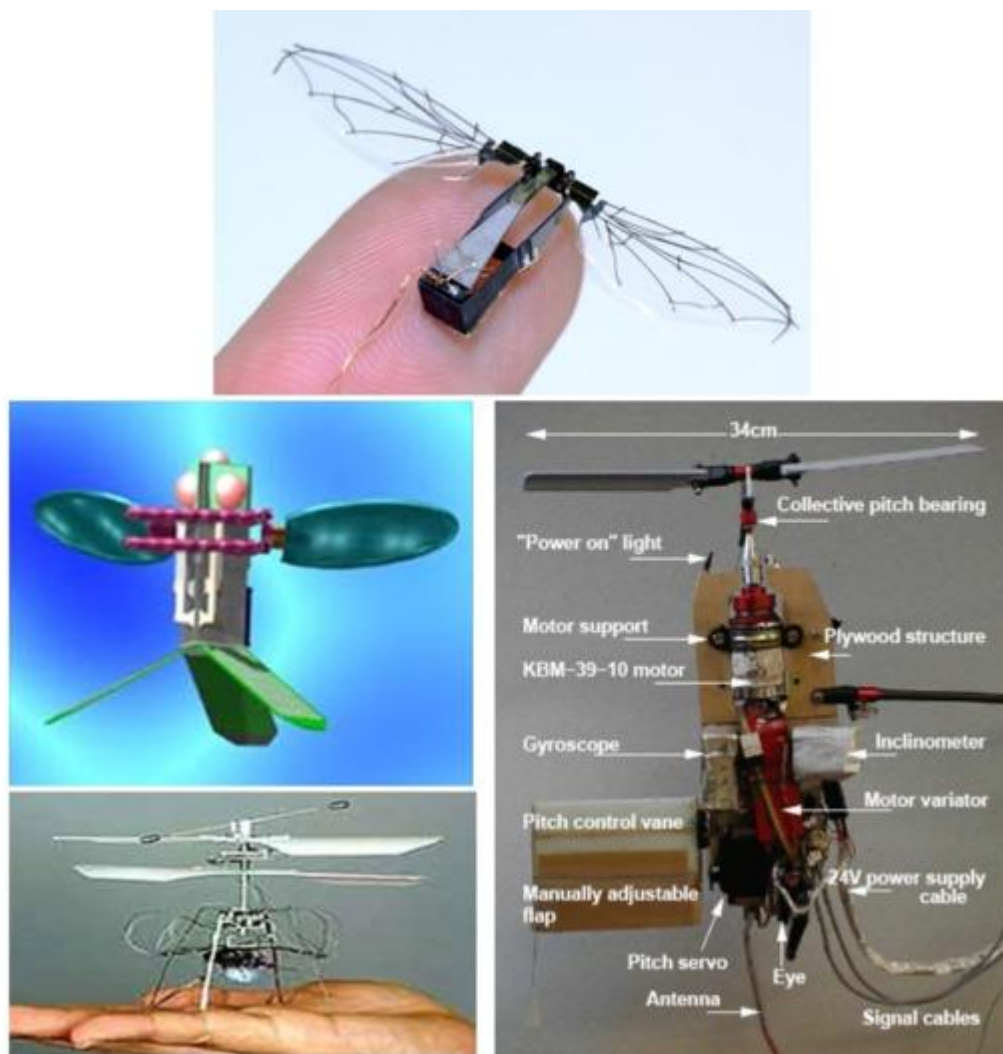 34cm
Collective pitch bearing
"Power on" light
Motor support
Plywood structure
KBM-39-10 motor
Gyroscope
Inclinometer
Motor variator
Pitch control vane
Manually adjustable
flap
24V power supply
cable
Pitch servo
Eye
Antenna
Signal cables